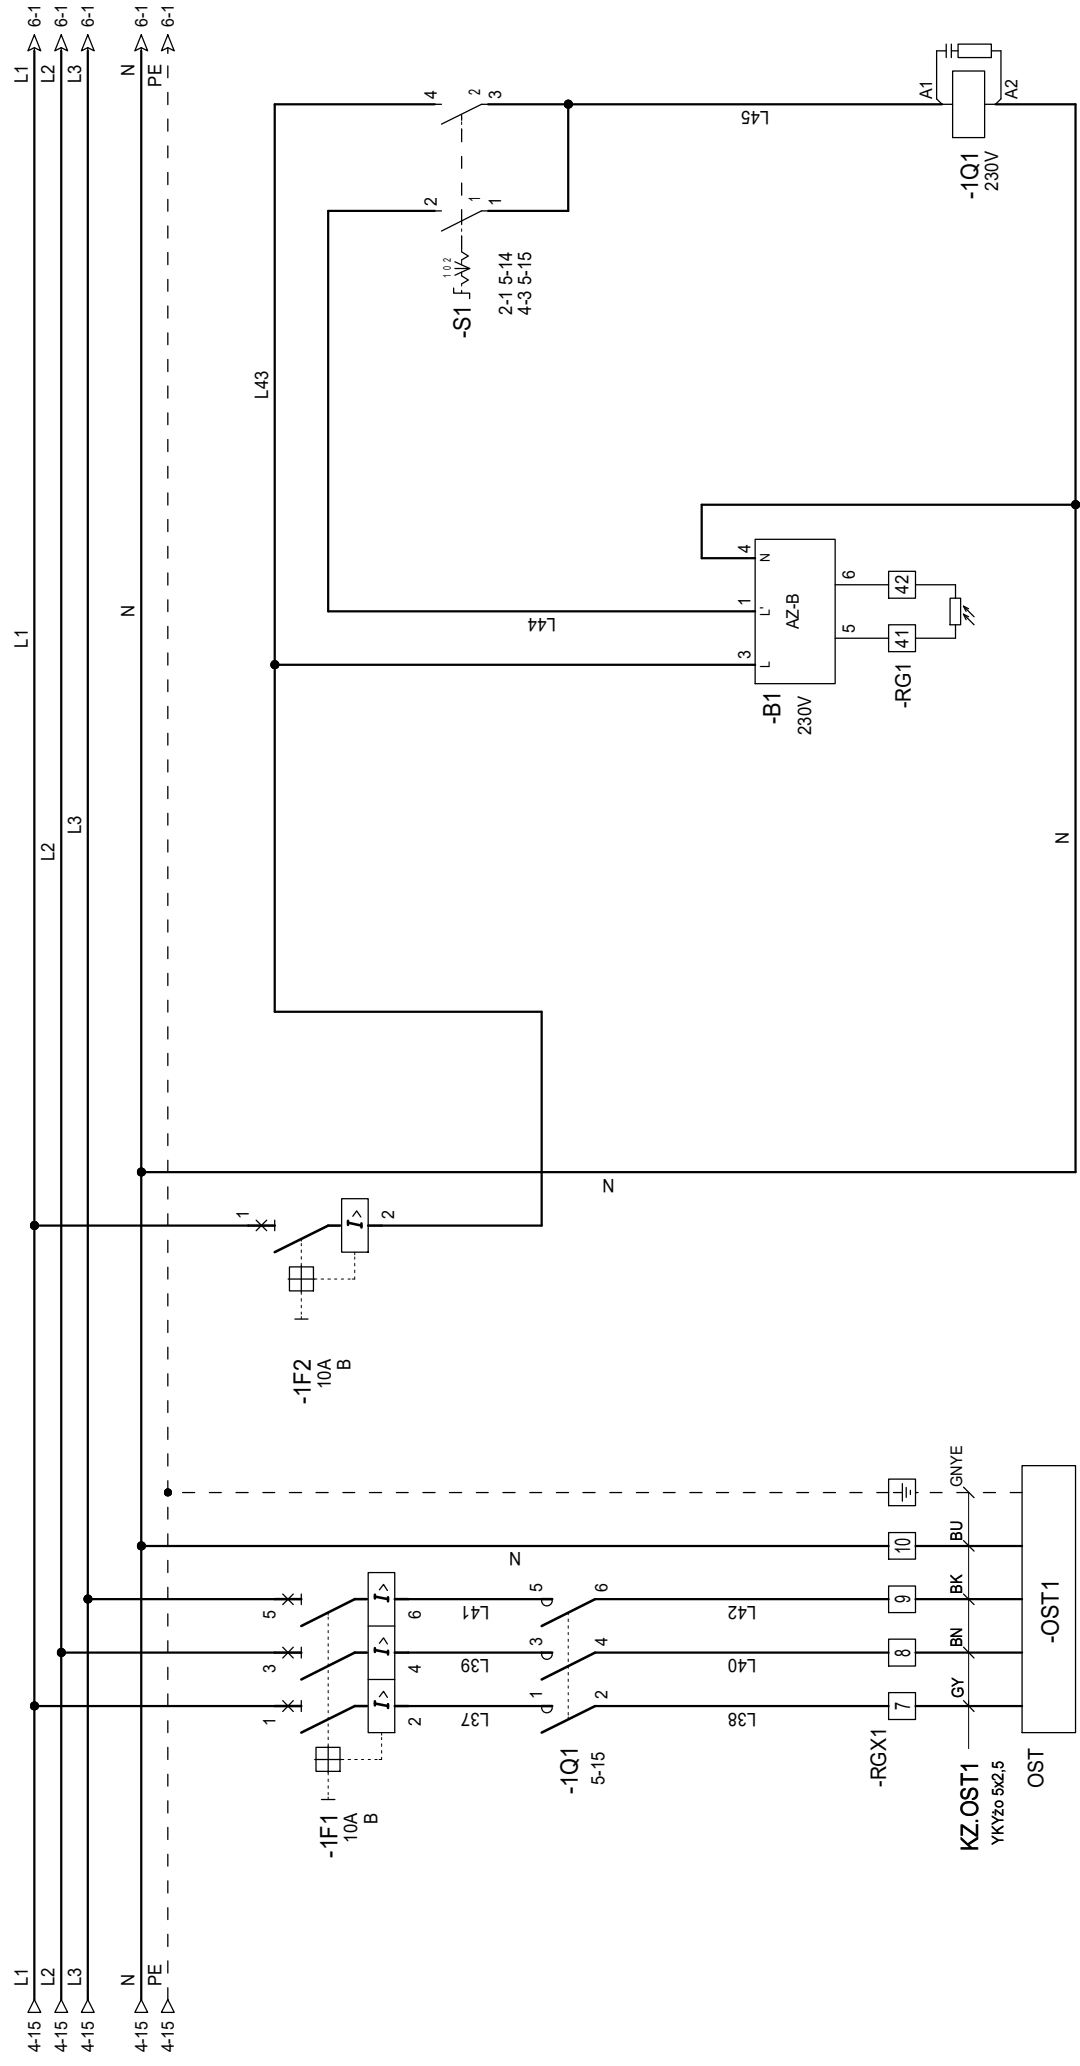 4-15 L1 L1 L1 6-1
4-15 L2 L2 L2 6-1
4-15 L3 L3 L3 6-1
4-15 N N N 6-1
4-15 PE PE 6-1
-1F1
10A
B
1
3
5
I>
I>
I>
2
4
6
L37
L39
L41
N
-1Q1
5-15
1
3
5
2
4
6
L38
L40
L42
-RGX1
7
8
9
10
KZ.OST1
YKYżo 5x2,5
GY
BN
BK
BU
GNYE
OST
-OST1
-1F2
10A
B
1
I>
2
N
N
L43
L44
-B1
230V
3
1
4
L
L'
N
AZ-B
5
6
-RG1
41
42
-S1
1 0 2
2-1 5-14
4-3 5-15
2
1
1
4
2
3
L45
-1Q1
230V
A1
A2